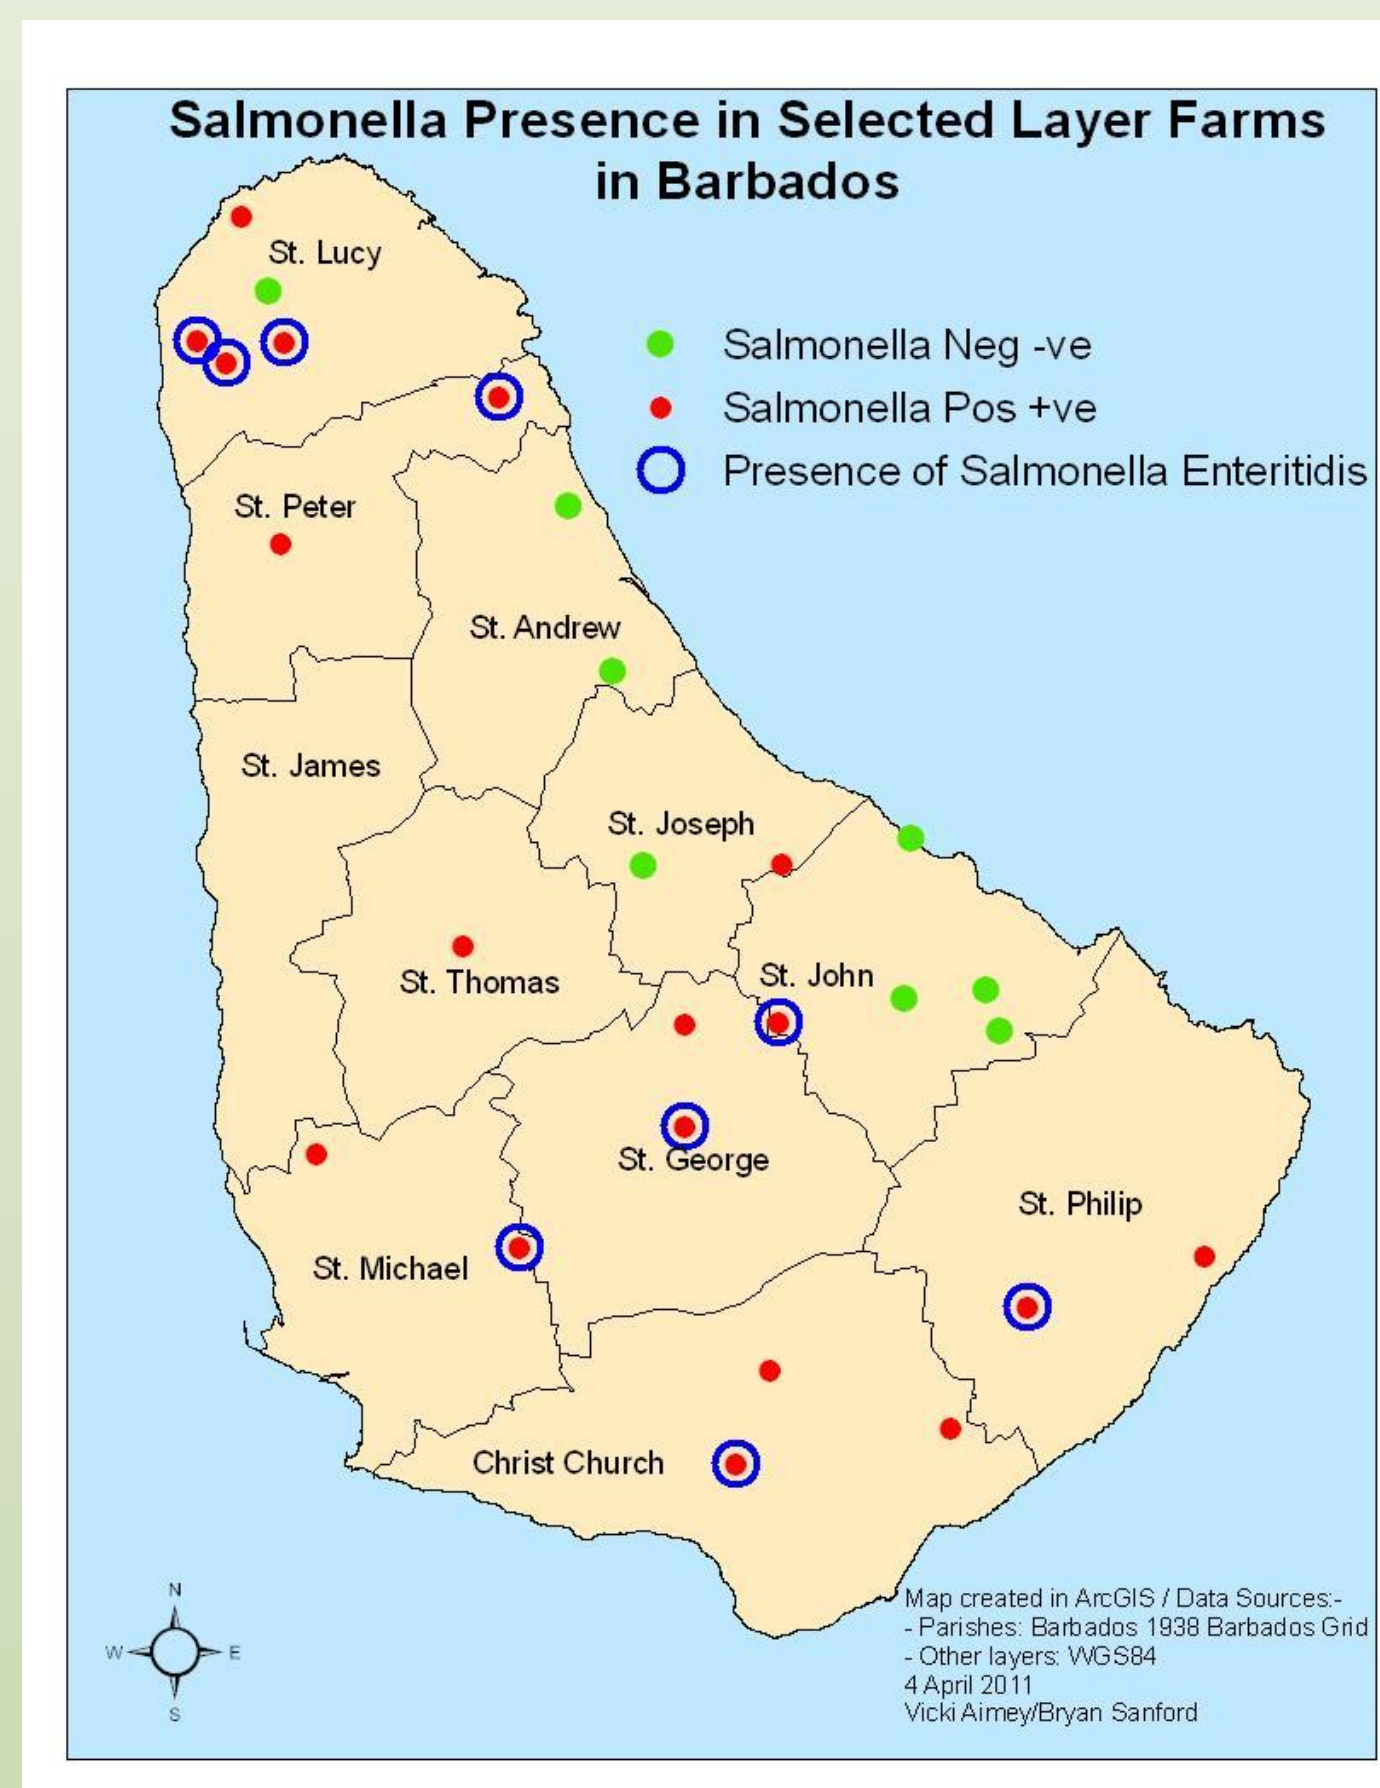 Salmonella Presence in Selected Layer Farms
in Barbados
St. Lucy
Salmonella Neg -ve
Salmonella Pos +ve
Presence of Salmonella Enteritidis
St. Peter
St. Andrew
St. James
St. Joseph
St. John
St. Thomas
St. George
St. Philip
St. Michael
Christ Church
N
W E
S
Map created in ArcGIS / Data Sources:-
- Parishes: Barbados 1938 Barbados Grid
- Other layers: WGS84
4 April 2011
Vicki Aimey/Bryan Sanford